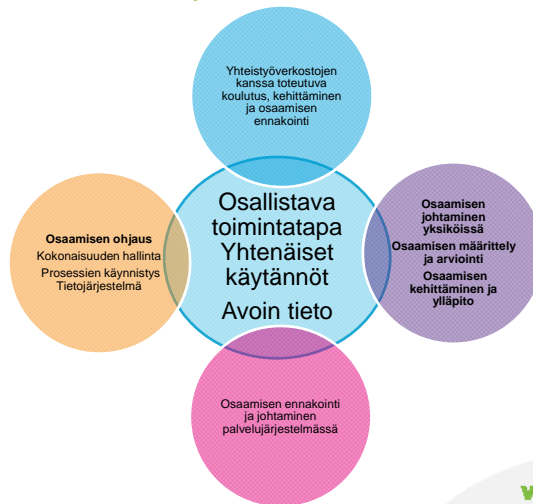 Yhteistyöverkostojen
kanssa toteutuva
koulutus, kehittäminen
ja osaamisen
ennakointi
Osaamisen ohjaus
Kokonaisuuden hallinta
Prosessien käynnistys
Tietojärjestelmä
Osallistava
toimintatapa
Yhtenäiset
käytännöt
Avoin tieto
Osaamisen
johtaminen
yksiköissä
Osaamisen määrittely
ja arviointi
Osaamisen
kehittäminen ja
ylläpito
Osaamisen ennakointi
ja johtaminen
palvelujärjestelmässä